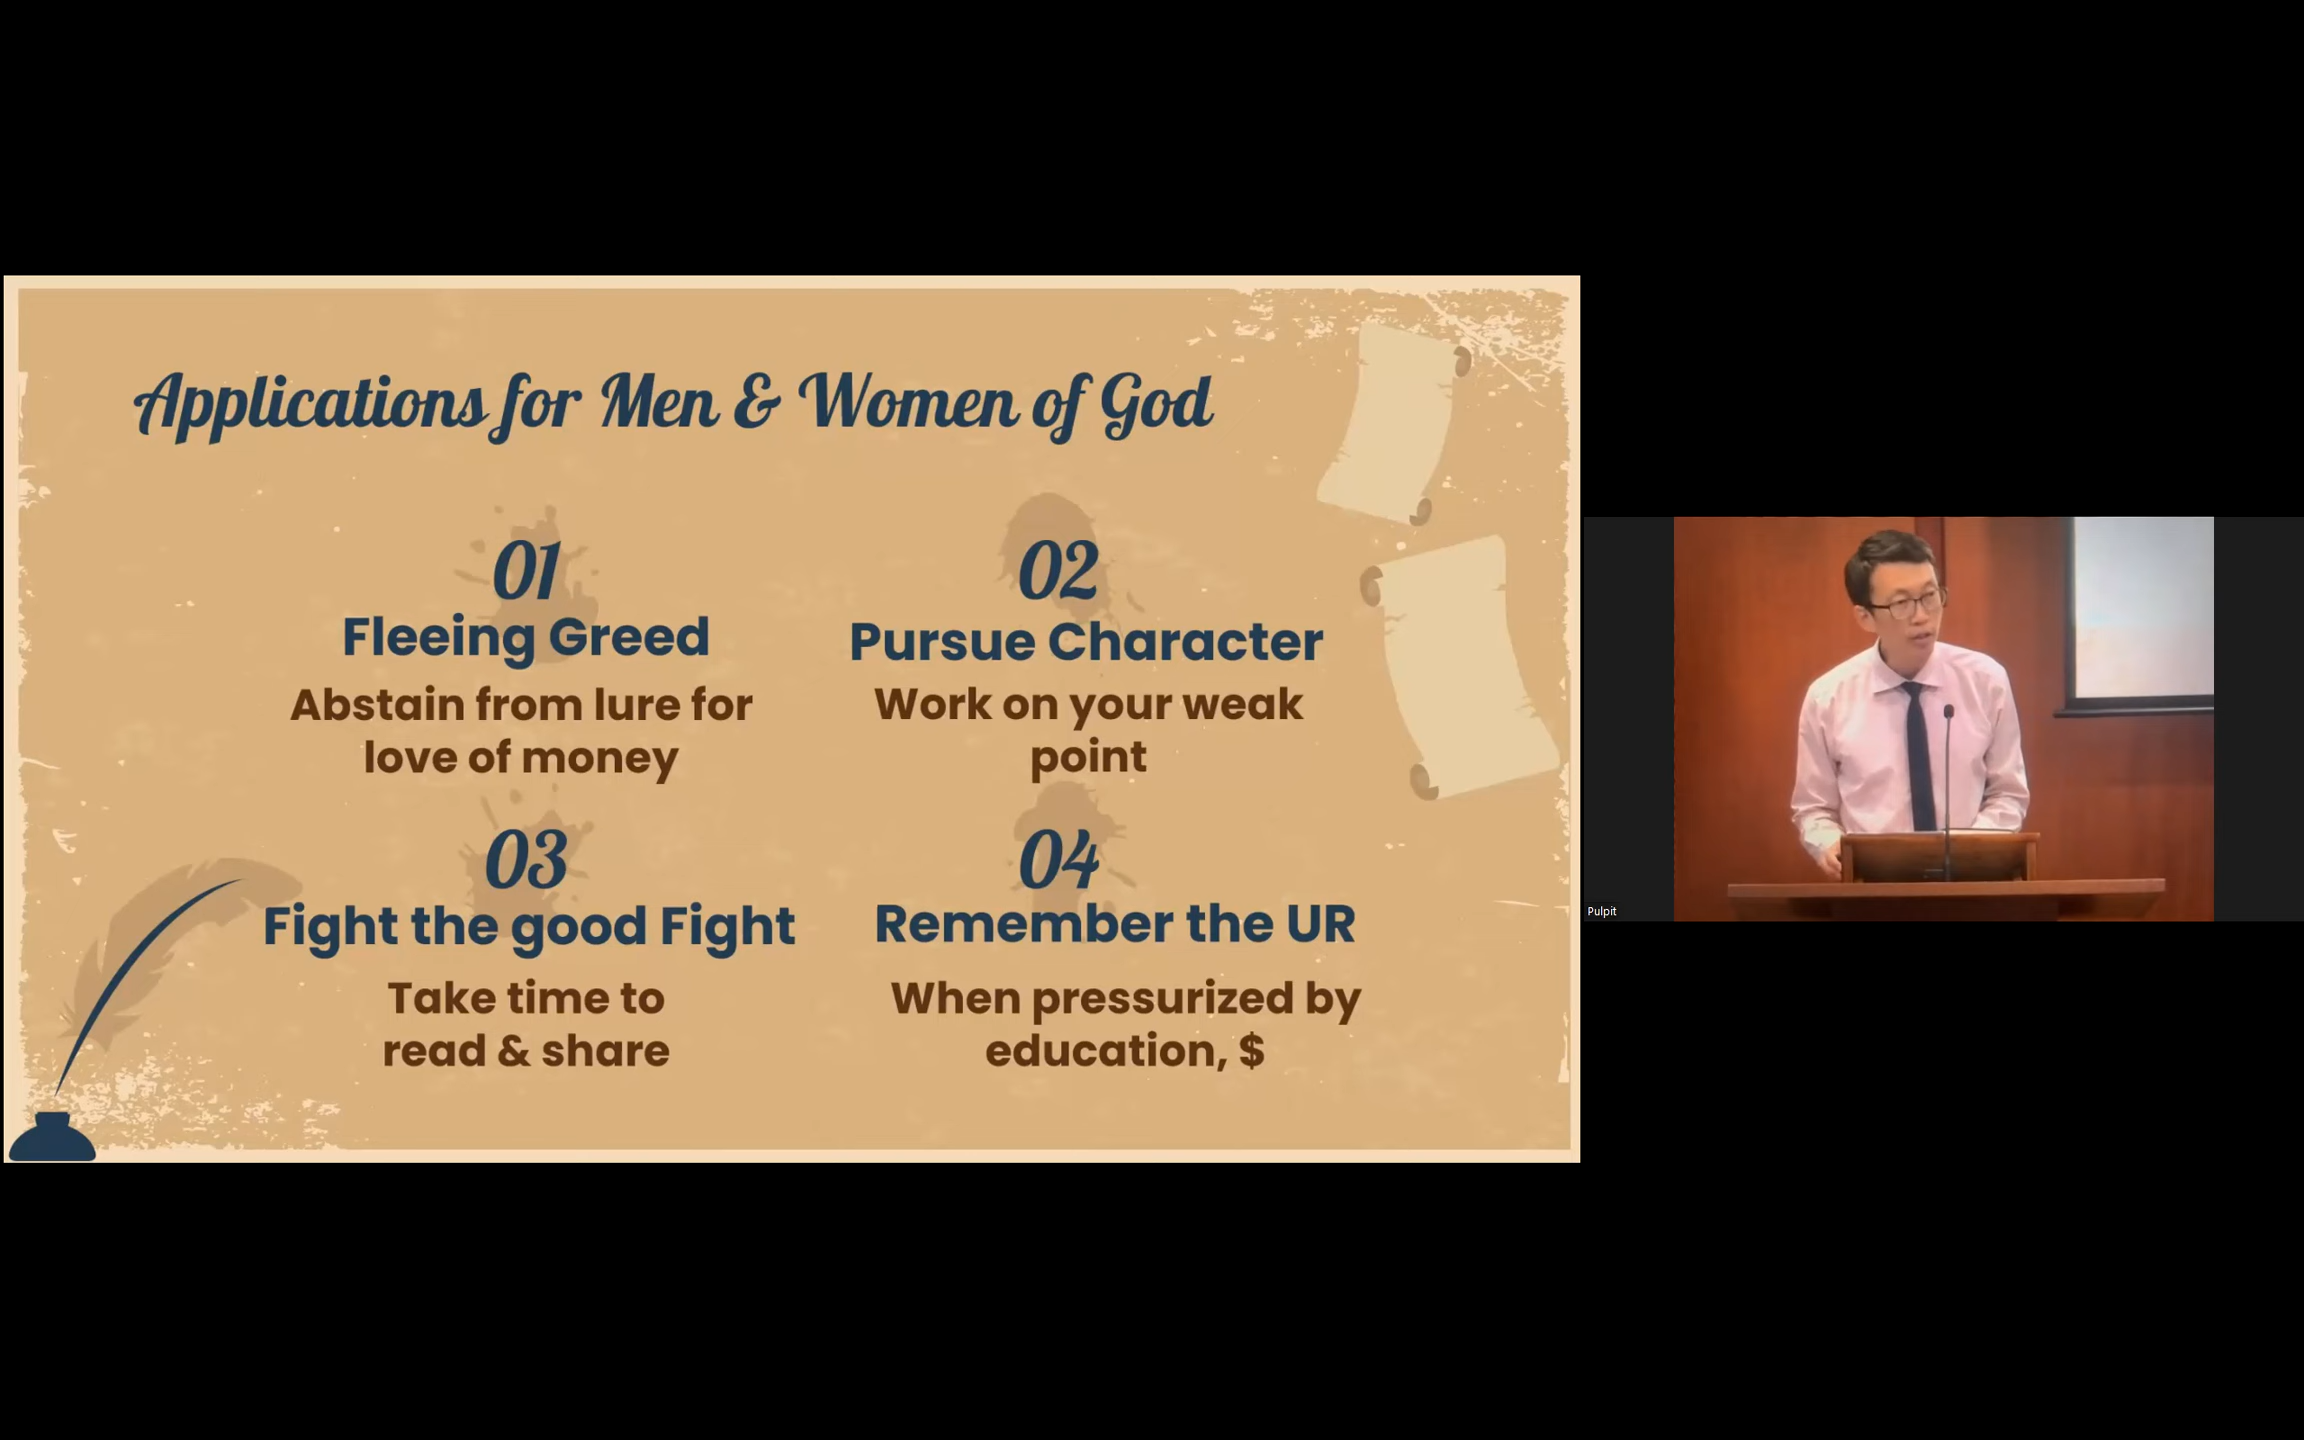 Applications for Men & Women of God
01
Fleeing Greed
Abstain from lure for
love of money
02
Pursue Character
Work on your weak
point
03
Fight the good Fight
Take time to
read & share
04
Remember the UR
When pressurized by
education, $
Pulpit